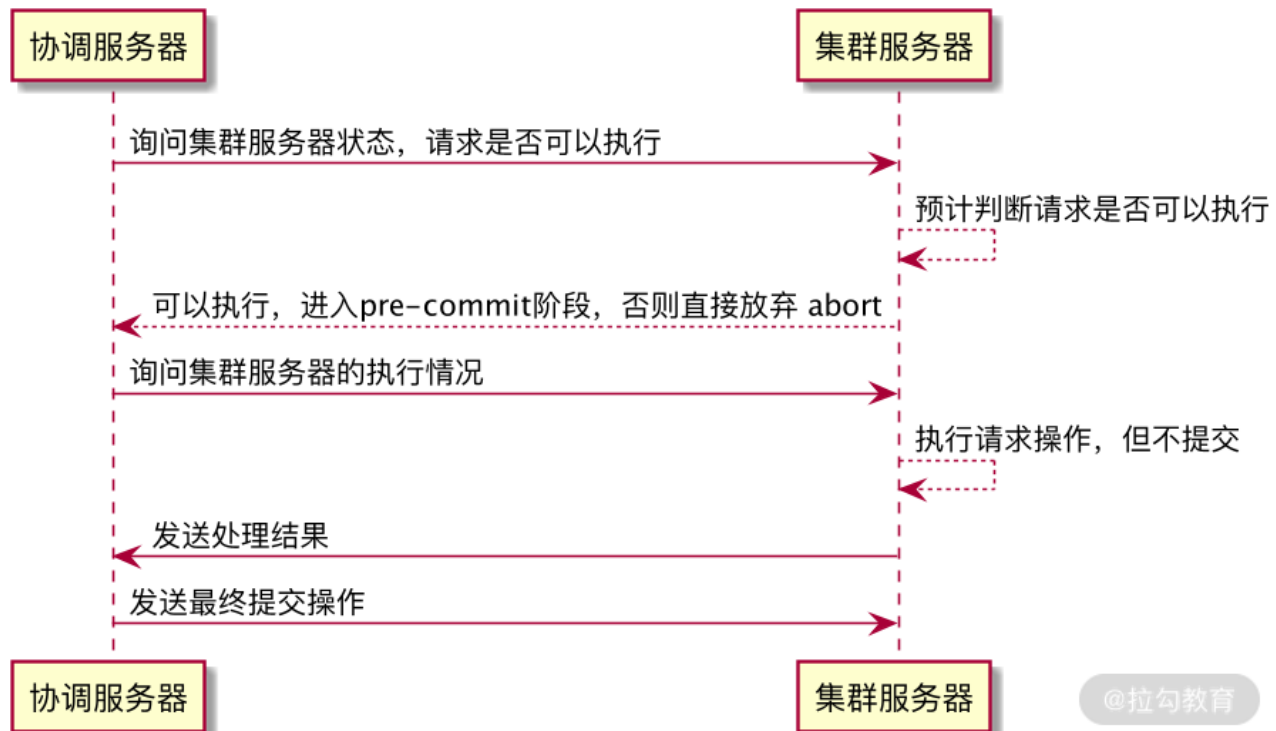 协调服务器
集群服务器
询问集群服务器状态，请求是否可以执行
预计判断请求是否可以执行
可以执行，进入pre-commit阶段，否则直接放弃 abort
询问集群服务器的执行情况
执行请求操作，但不提交
发送处理结果
发送最终提交操作
协调服务器
集群服务器
@拉勾教育